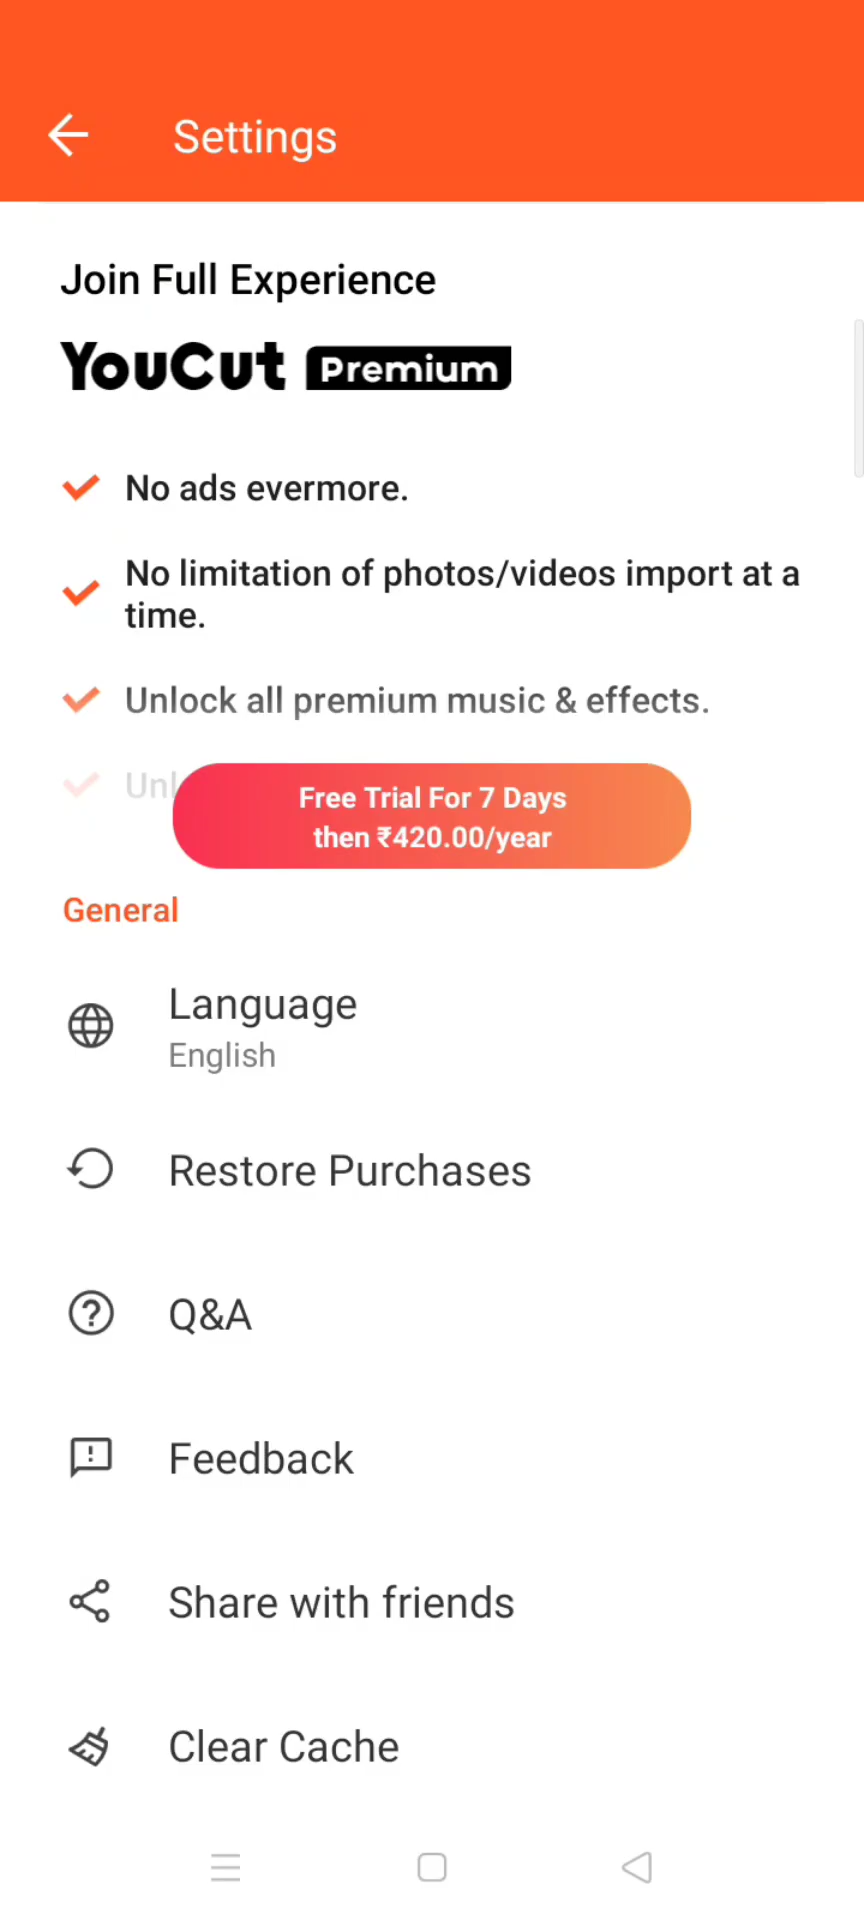 Settings
Join Full Experience
YouCut Premium
No ads evermore.
No limitation of photos/videos import at a
time.
Unlock all premium music & effects.
Free Trial For 7 Days
then ₹420.00/year
General
Language
English
Restore Purchases
Q&A
Feedback
Share with friends
Clear Cache